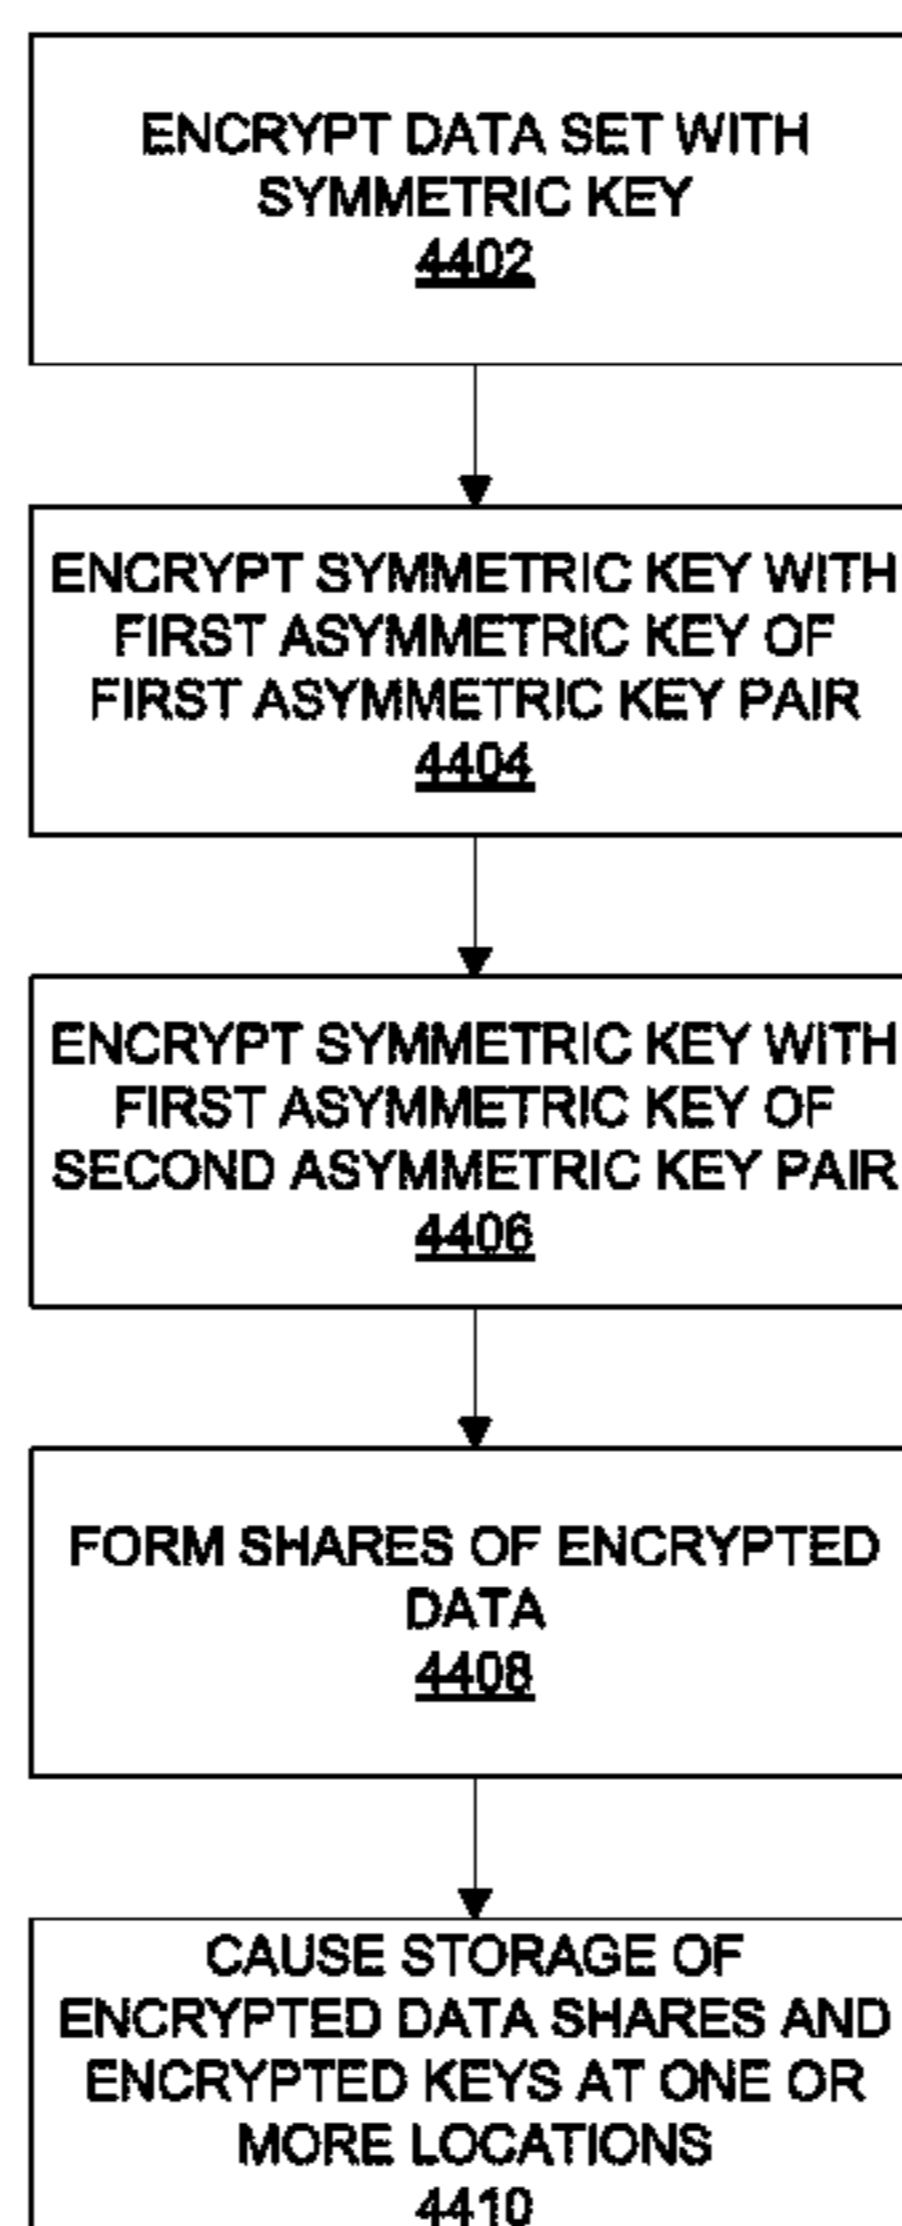 ENCRYPT DATA SET WITH
SYMMETRIC KEY
4402
ENCRYPT SYMMETRIC KEY WITH
FIRST ASYMMETRIC KEY OF
FIRST ASYMMETRIC KEY PAIR
4404
ENCRYPT SYMMETRIC KEY WITH
FIRST ASYMMETRIC KEY OF
SECOND ASYMMETRIC KEY PAIR
4406
FORM SHARES OF ENCRYPTED
DATA
4408
CAUSE STORAGE OF
ENCRYPTED DATA SHARES AND
ENCRYPTED KEYS AT ONE OR
MORE LOCATIONS
4410